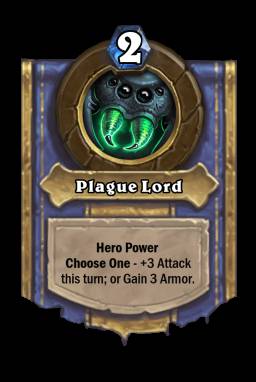 2
Plague Lord
Hero Power
Choose One - +3 Attack
this turn; or Gain 3 Armor.